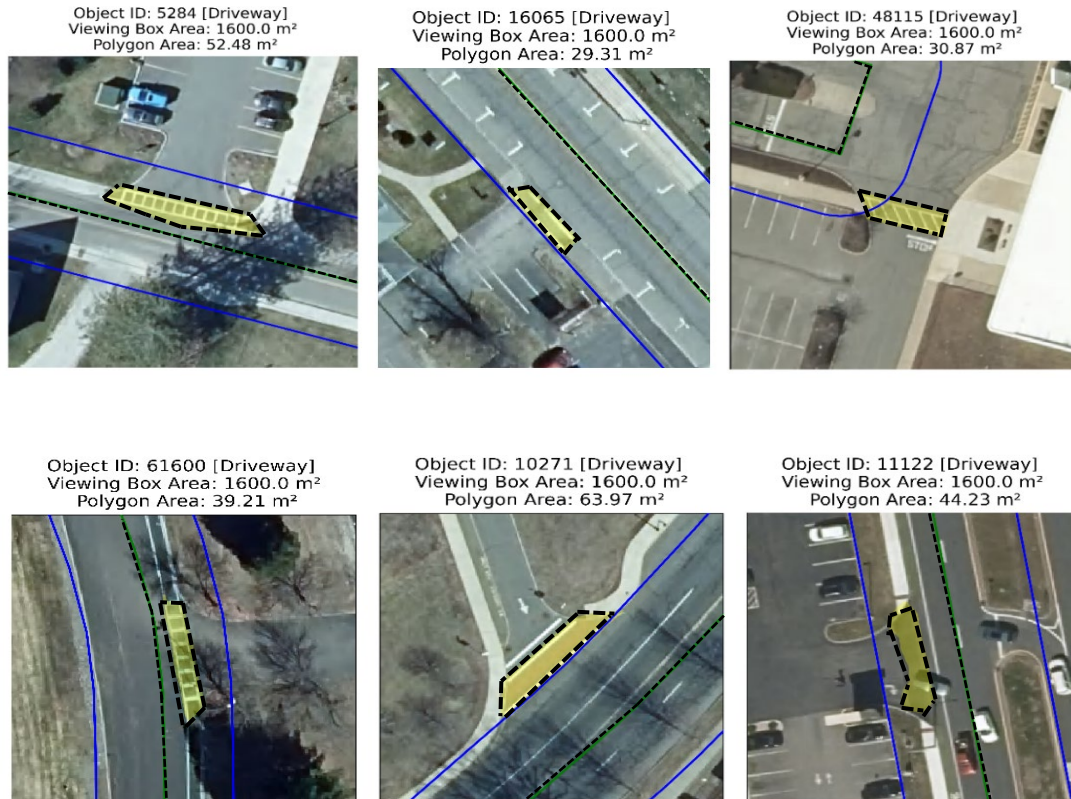 Object ID: 5284 [Driveway]
Viewing Box Area: 1600.0 m²
Polygon Area: 52.48 m²
Object ID: 16065 [Driveway]
Viewing Box Area: 1600.0 m²
Polygon Area: 29.31 m²
Object ID: 48115 [Driveway]
Viewing Box Area: 1600.0 m²
Polygon Area: 30.87 m²
Object ID: 61600 [Driveway]
Viewing Box Area: 1600.0 m²
Polygon Area: 39.21 m²
Object ID: 10271 [Driveway]
Viewing Box Area: 1600.0 m²
Polygon Area: 63.97 m²
Object ID: 11122 [Driveway]
Viewing Box Area: 1600.0 m²
Polygon Area: 44.23 m²